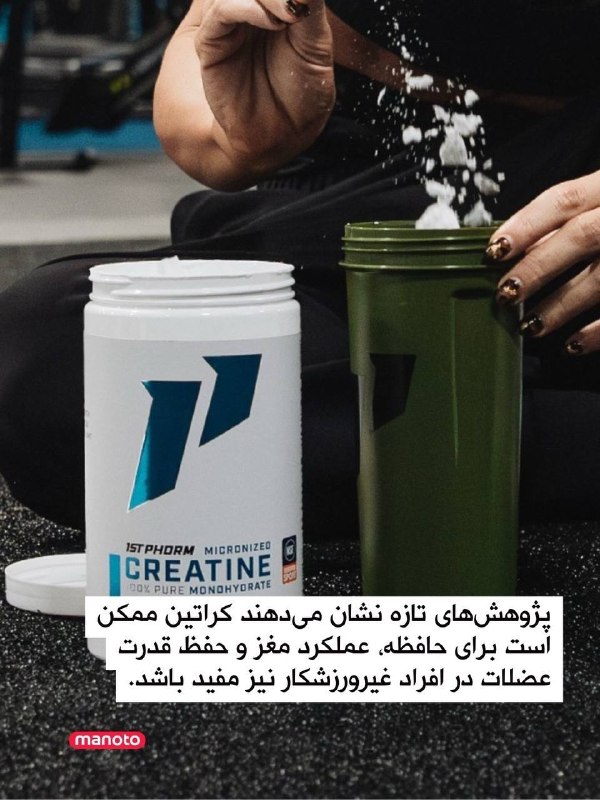 1ST PHORM MICRONIZED
CREATINE
100% PURE MONOHYDRATE
NSF
پژوهش‌های تازه نشان می‌دهند کراتین ممکن
است برای حافظه، عملکرد مغز و حفظ قدرت
عضلات در افراد غیرورزشکار نیز مفید باشد.
manoto